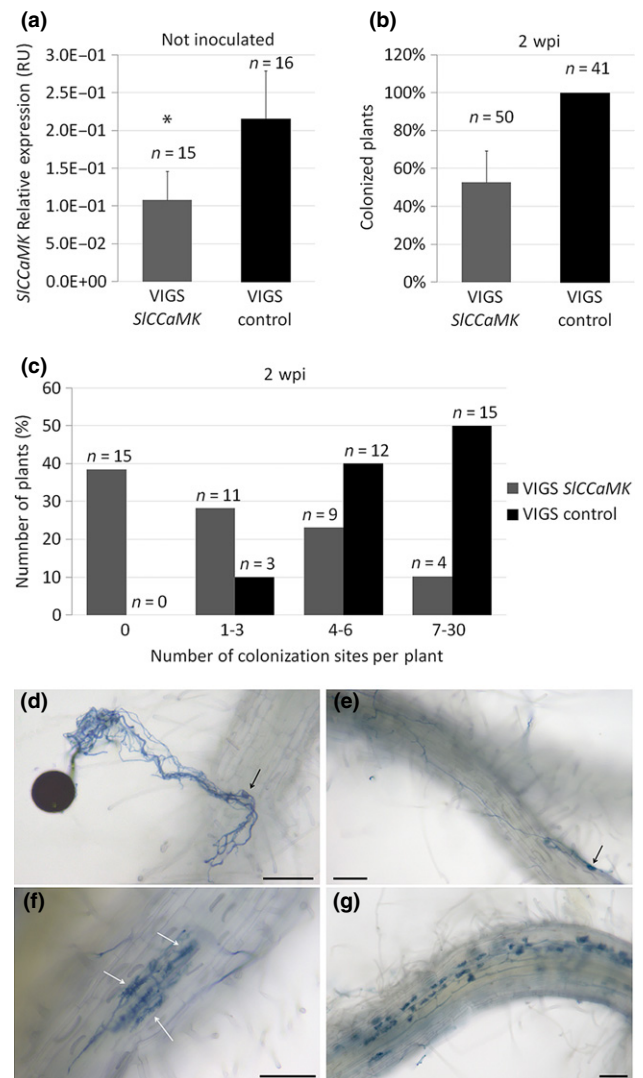 (a)
Not inoculated
SlCCaMK Relative expression (RU)
3.0E−01
2.5E−01
2.0E−01
1.5E−01
1.0E−01
5.0E−02
0.0E+00
n = 16
*
n = 15
VIGS SlCCaMK
VIGS control
(b)
2 wpi
Colonized plants
120%
100%
80%
60%
40%
20%
0%
n = 41
n = 50
VIGS SlCCaMK
VIGS control
(c)
2 wpi
Numnber of plants (%)
60
50
40
30
20
10
0
n = 15
n = 0
n = 11
n = 3
n = 9
n = 12
n = 4
n = 15
0 1-3 4-6 7-30
Number of colonization sites per plant
VIGS SlCCaMK
VIGS control
(d)
(e)
(f)
(g)